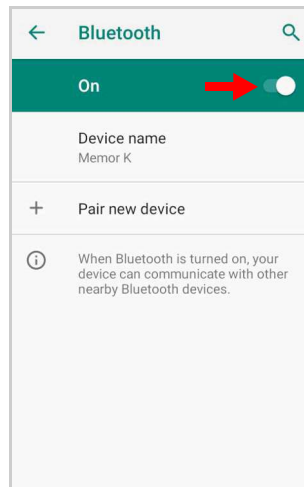 Bluetooth
On
Device name
Memor K
Pair new device
When Bluetooth is turned on, your
device can communicate with other
nearby Bluetooth devices.